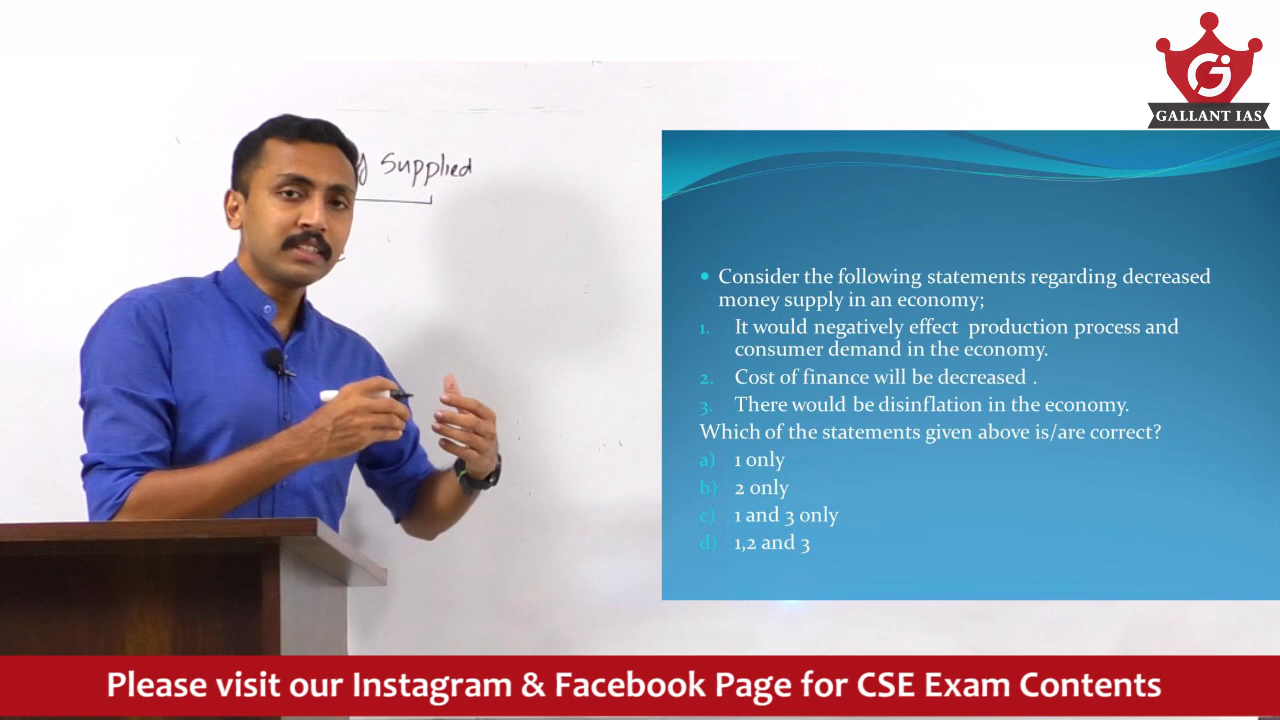 GALLANT IAS
Supplied
Consider the following statements regarding decreased
money supply in an economy;
1. It would negatively effect production process and
consumer demand in the economy.
2. Cost of finance will be decreased .
3. There would be disinflation in the economy.
Which of the statements given above is/are correct?
a) 1 only
b) 2 only
c) 1 and 3 only
d) 1,2 and 3
Please visit our Instagram & Facebook Page for CSE Exam Contents